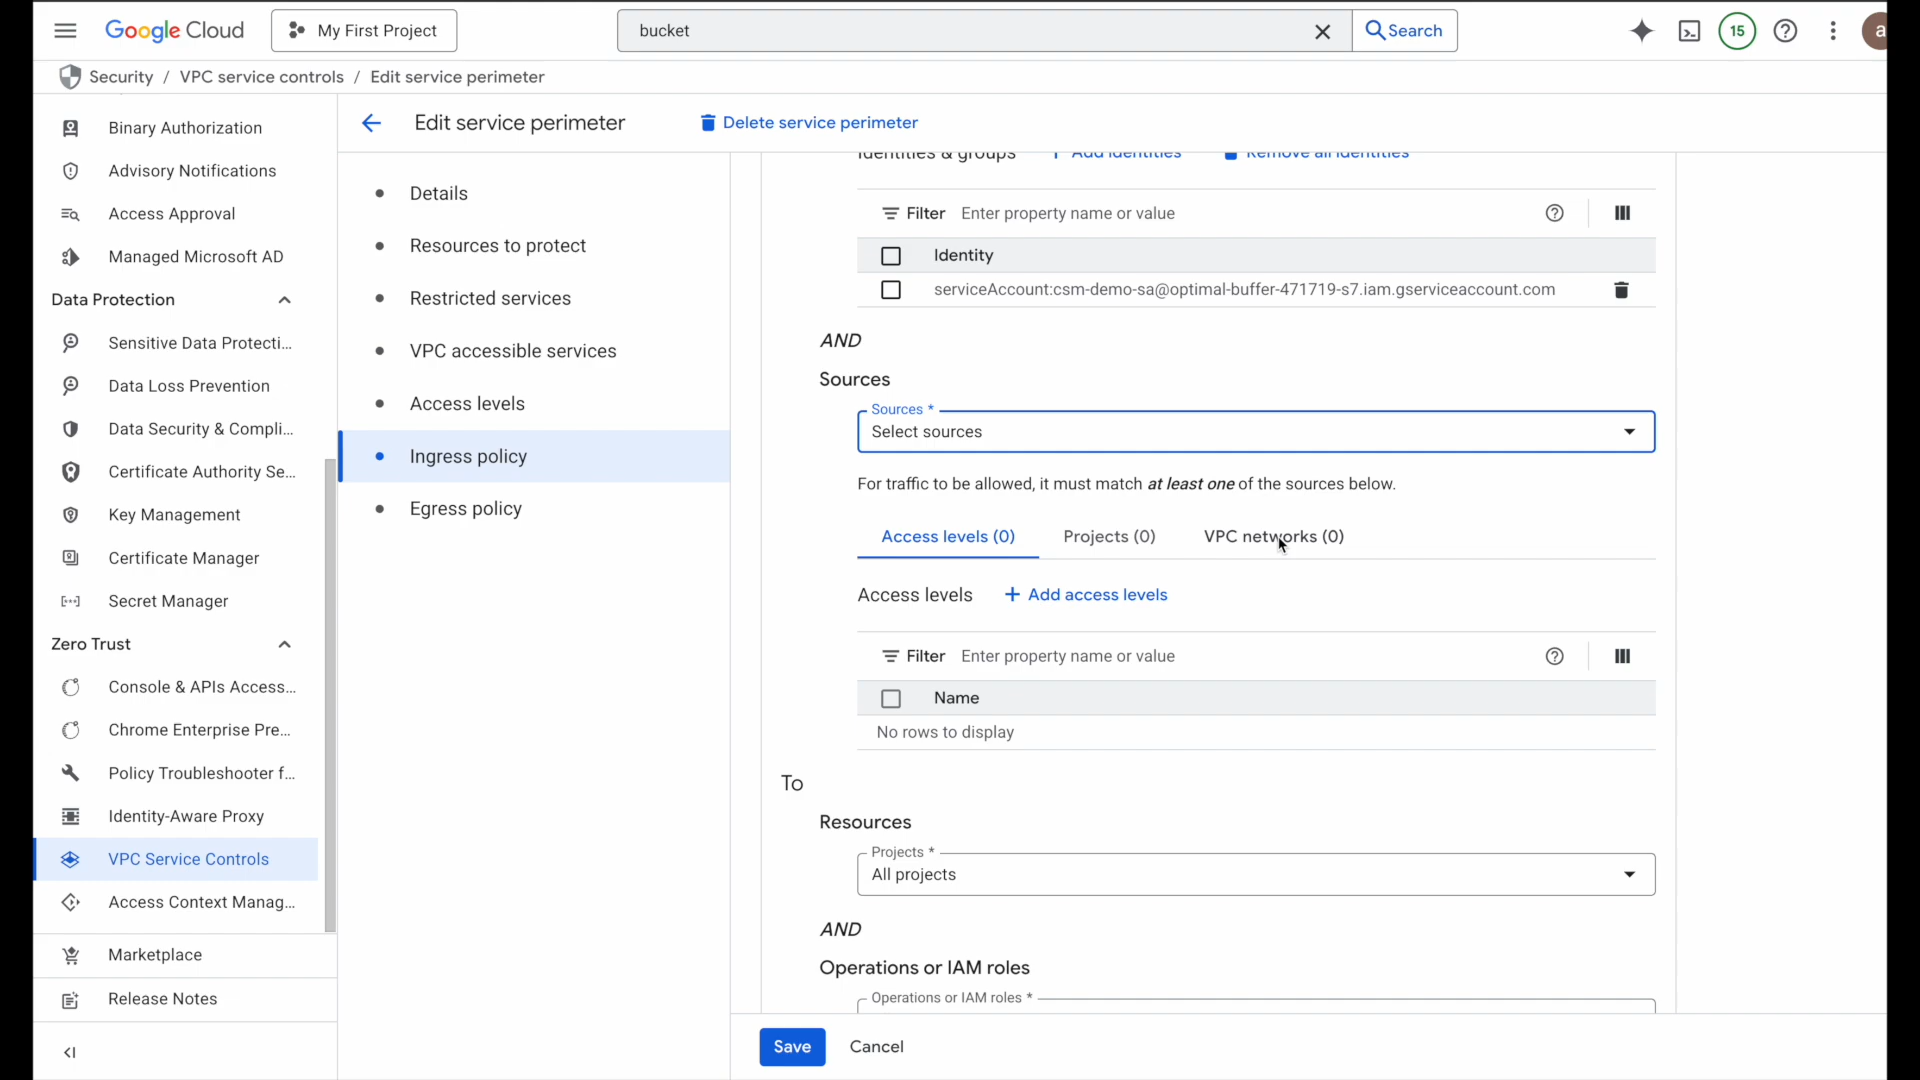 Google Cloud
My First Project
bucket
Search
15
a
Security / VPC service controls / Edit service perimeter
Binary Authorization
Advisory Notifications
Access Approval
Managed Microsoft AD
Data Protection
Sensitive Data Protecti...
Data Loss Prevention
Data Security & Compli...
Certificate Authority Se...
Key Management
Certificate Manager
Secret Manager
Zero Trust
Console & APIs Access...
Chrome Enterprise Pre...
Policy Troubleshooter f...
Identity-Aware Proxy
VPC Service Controls
Access Context Manag...
Marketplace
Release Notes
Edit service perimeter
Delete service perimeter
Details
Resources to protect
Restricted services
VPC accessible services
Access levels
Ingress policy
Egress policy
Identities & groups + Add identities Remove all identities
Filter Enter property name or value
Identity
serviceAccount:csm-demo-sa@optimal-buffer-471719-s7.iam.gserviceaccount.com
AND
Sources
Sources *
Select sources
For traffic to be allowed, it must match at least one of the sources below.
Access levels (0) Projects (0) VPC networks (0)
Access levels + Add access levels
Filter Enter property name or value
Name
No rows to display
To
Resources
Projects *
All projects
AND
Operations or IAM roles
Operations or IAM roles *
Save Cancel